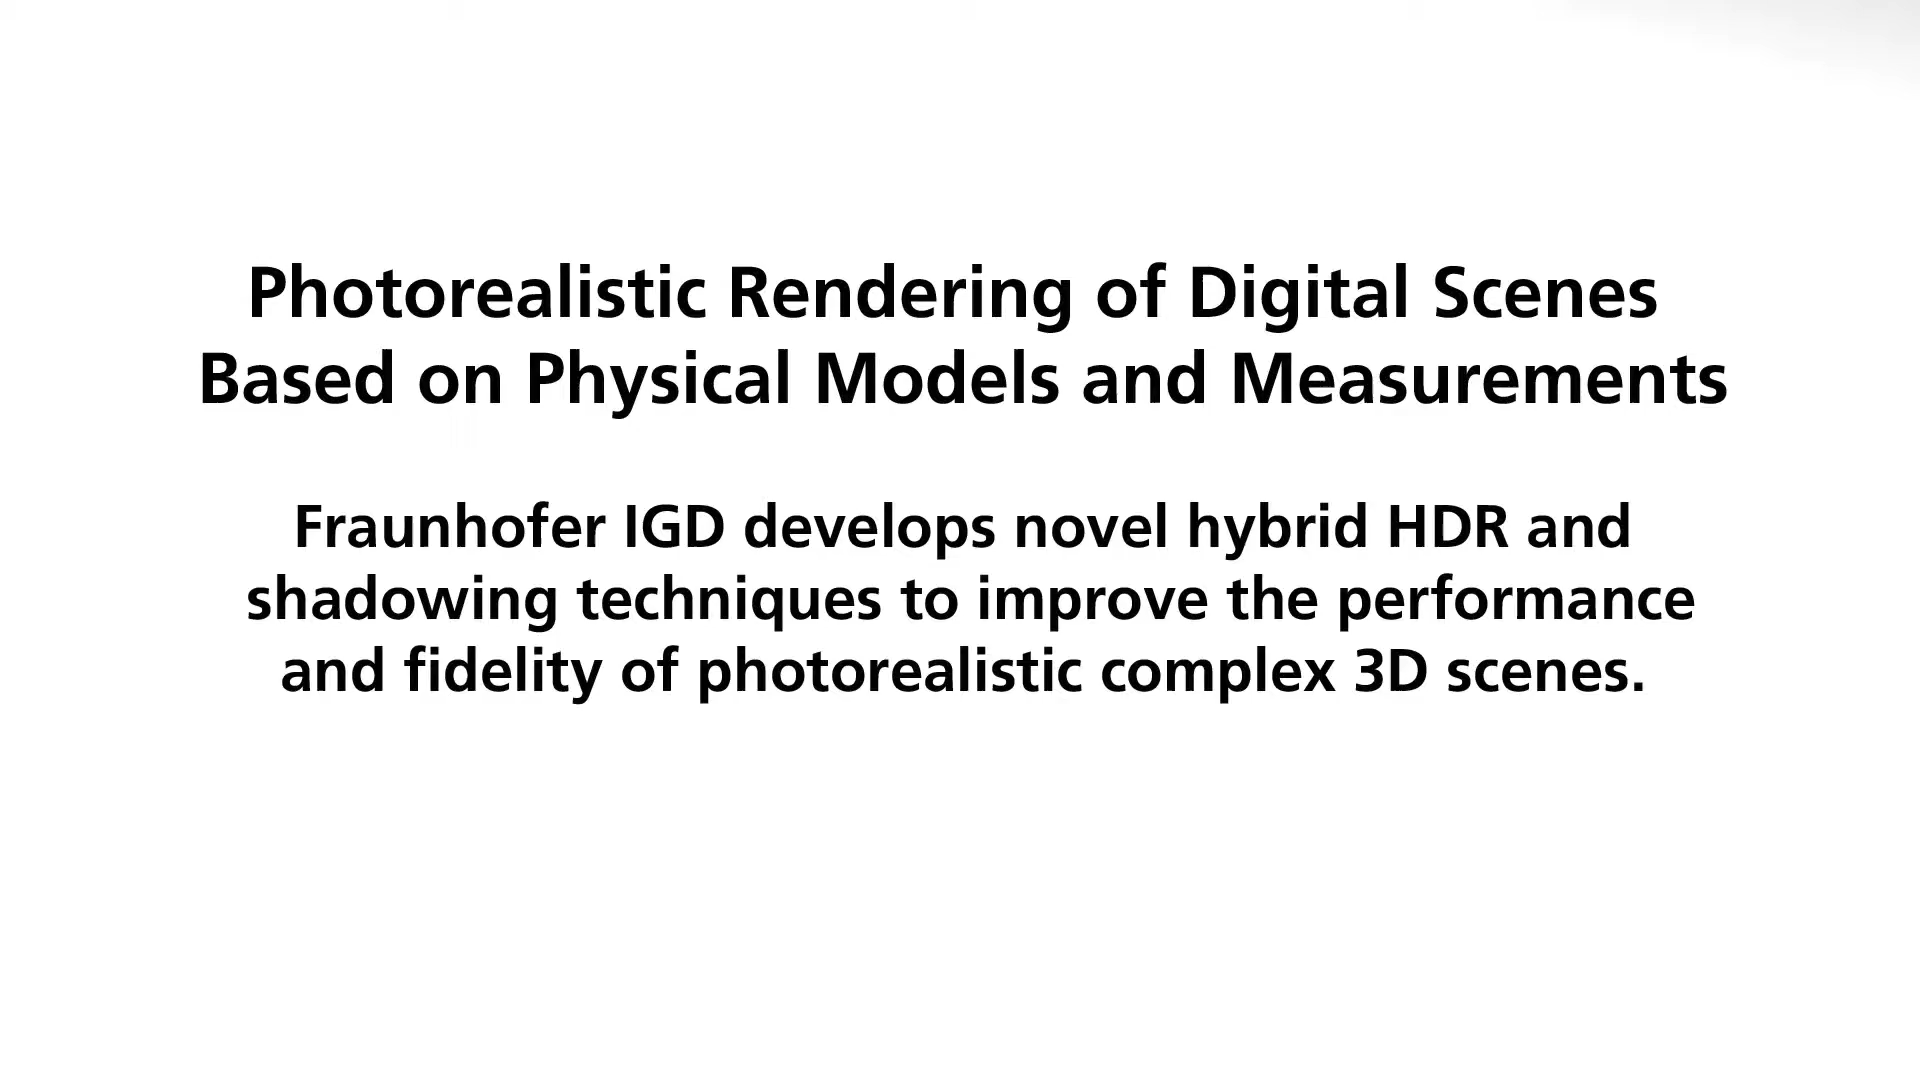 Photorealistic Rendering of Digital Scenes
Based on Physical Models and Measurements
Fraunhofer IGD develops novel hybrid HDR and
shadowing techniques to improve the performance
and fidelity of photorealistic complex 3D scenes.